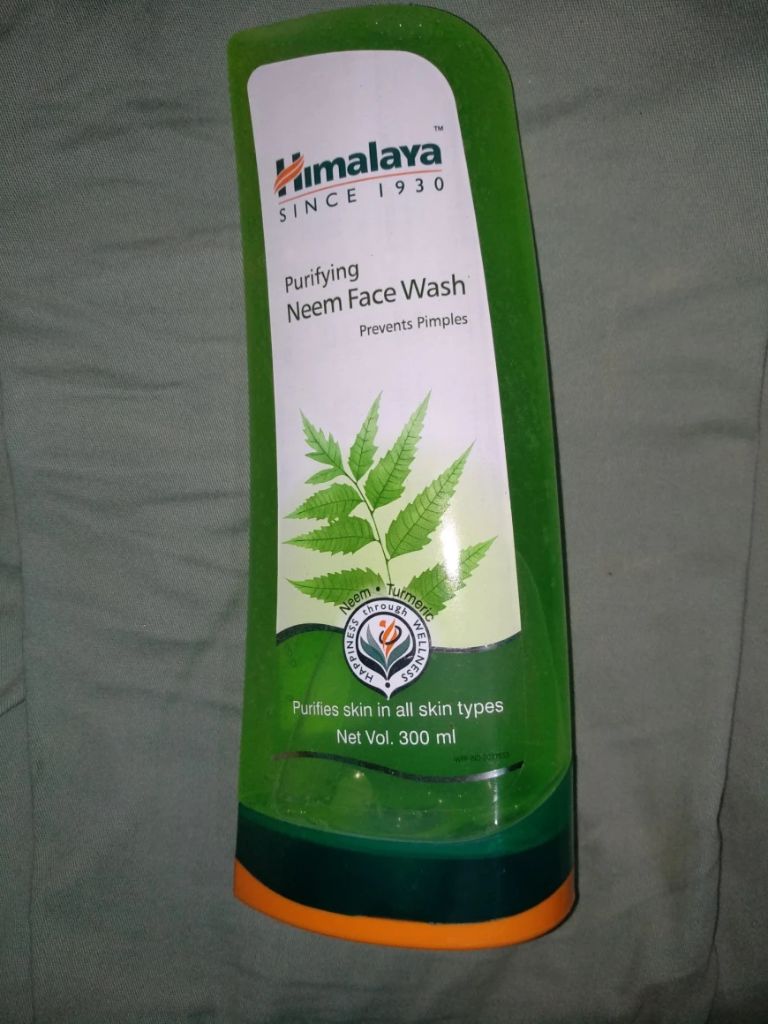 Himalaya™
SINCE 1930
Purifying
Neem Face Wash
Prevents Pimples
Neem • Turmeric
HAPPINESS through WELLNESS
Purifies skin in all skin types
Net Vol. 300 ml